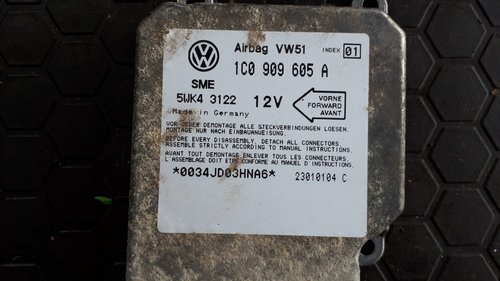 Airbag VW51 INDEX 01
1C0 909 605 A
SME
5WK4 3122 12V
Made in Germany
VORNE
FORWARD
AVANT
VOR JEDER DEMONTAGE ALLE STECKVERBINDUNGEN LOESEN.
MONTAGE NUR NACH EINBAUANWEISUNG.
BEFORE EVERY DISASSEMBLY, DETACH ALL CONNECTORS
ASSEMBLE STRICTLY ACCORDING TO MANUAL.
AVANT TOUT DEMONTAGE ENLEVER TOUS LES CONNECTEURS.
L'ASSEMBLAGE DOIT ETRE CONFORME AU MANUEL D'INSTRUCTIONS.
*0034JD03HNA6* 23010104 C